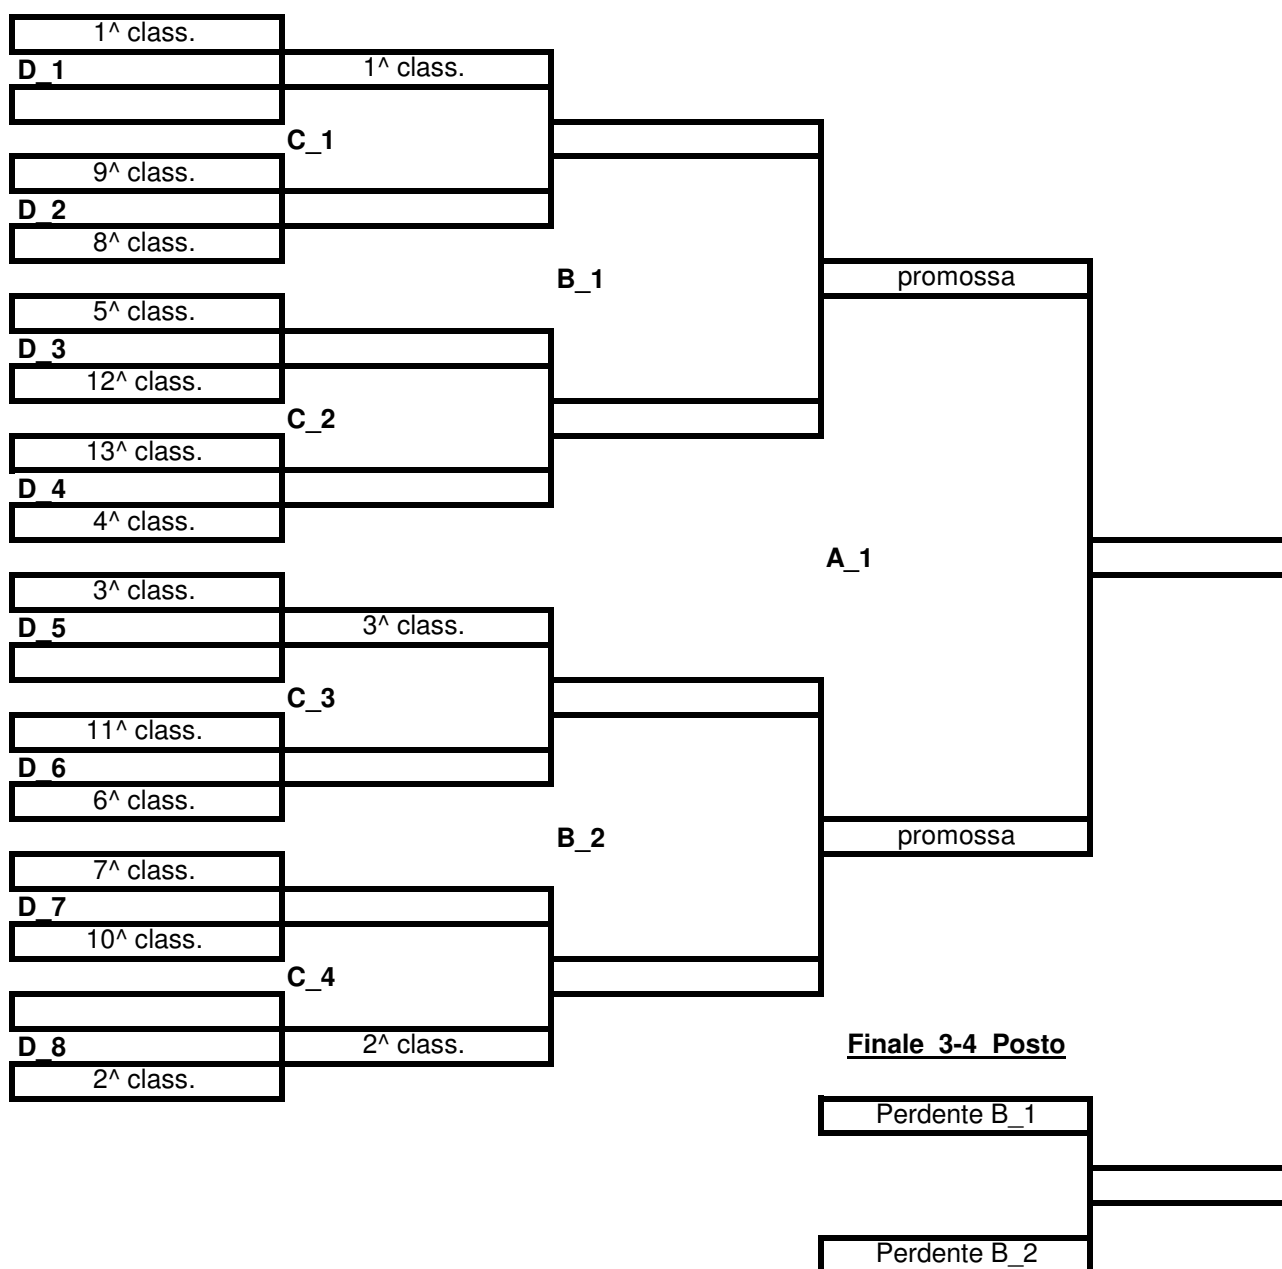 1^ class.
D_1
1^ class.
C_1
9^ class.
D_2
8^ class.
B_1
promossa
5^ class.
D_3
12^ class.
C_2
13^ class.
D_4
4^ class.
A_1
3^ class.
D_5
3^ class.
C_3
11^ class.
D_6
6^ class.
B_2
promossa
7^ class.
D_7
10^ class.
C_4
D_8
2^ class.
2^ class.
Finale 3-4 Posto
Perdente B_1
Perdente B_2